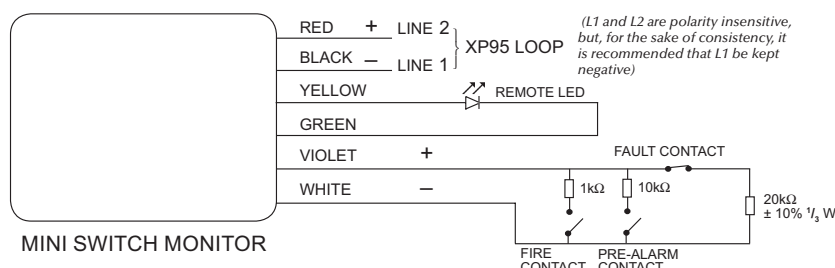 RED + LINE 2
BLACK – LINE 1
XP95 LOOP
(L1 and L2 are polarity insensitive,
but, for the sake of consistency, it
is recommended that L1 be kept
negative)
YELLOW
REMOTE LED
GREEN
VIOLET +
FAULT CONTACT
WHITE –
1kΩ
10kΩ
20kΩ
± 10% 1/3 W
MINI SWITCH MONITOR
FIRE
CONTACT
PRE-ALARM
CONTACT